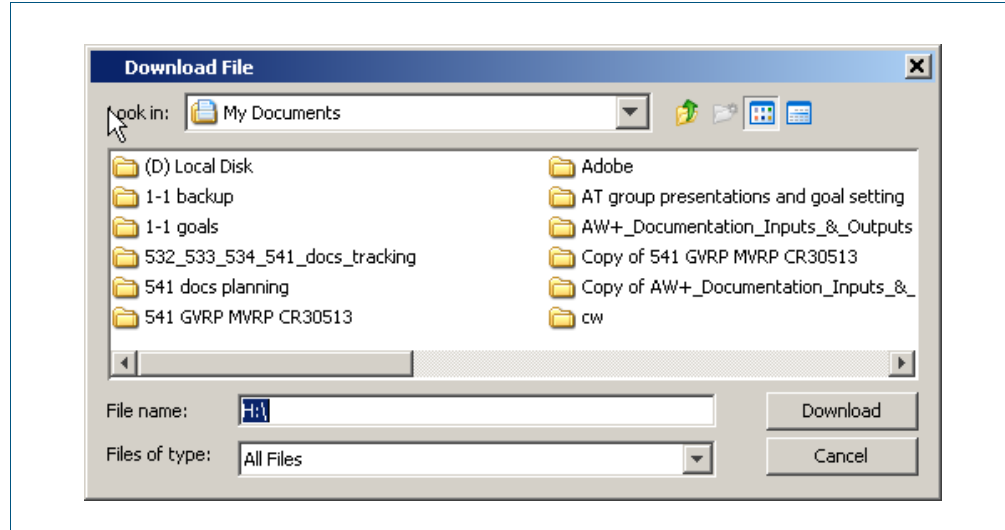 Download File
Look in: My Documents
(D) Local Disk
1-1 backup
1-1 goals
532_533_534_541_docs_tracking
541 docs planning
541 GVRP MVRP CR30513
Adobe
AT group presentations and goal setting
AW+_Documentation_Inputs_&_Outputs
Copy of 541 GVRP MVRP CR30513
Copy of AW+_Documentation_Inputs_&_
cw
File name: H:\ Download
Files of type: All Files Cancel